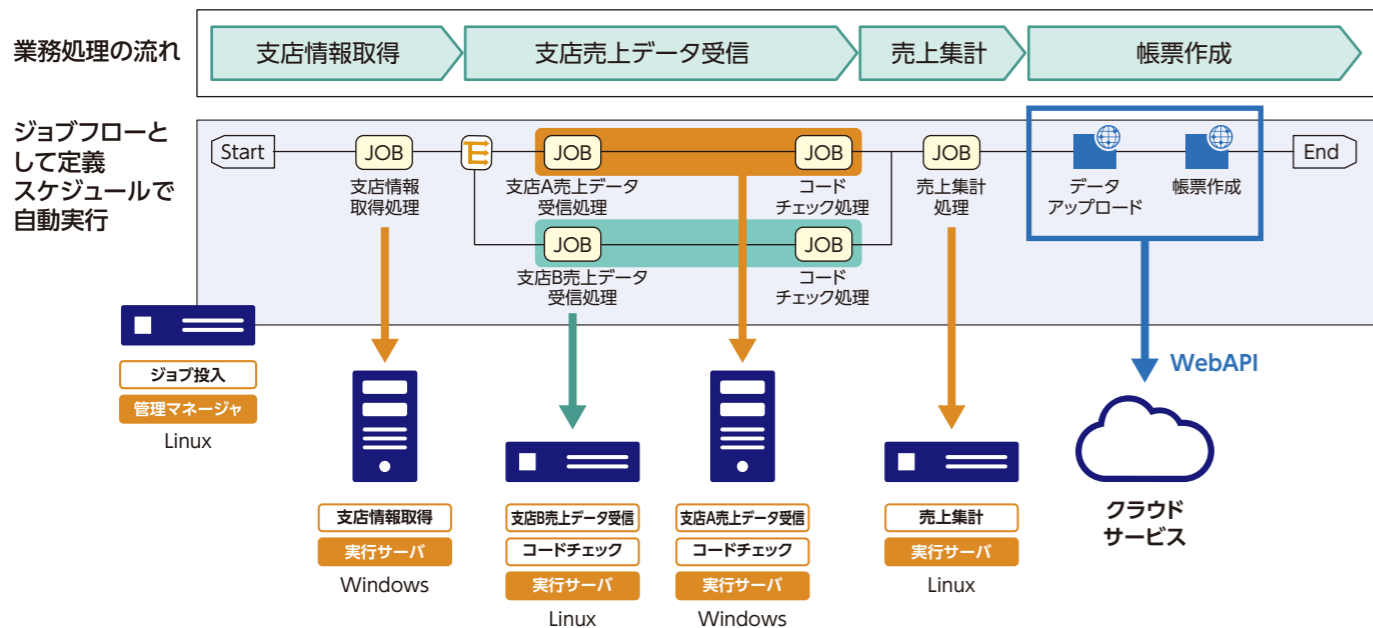 業務処理の流れ
支店情報取得
支店売上データ受信
売上集計
帳票作成
ジョブフローと
して定義
スケジュールで
自動実行
Start
JOB
支店情報
取得処理
JOB
支店A売上データ
受信処理
JOB
コード
チェック処理
JOB
支店B売上データ
受信処理
JOB
コード
チェック処理
JOB
売上集計
処理
データ
アップロード
帳票作成
End
ジョブ投入
管理マネージャ
Linux
支店情報取得
実行サーバ
Windows
支店B売上データ受信
コードチェック
実行サーバ
Linux
支店A売上データ受信
コードチェック
実行サーバ
Windows
売上集計
実行サーバ
Linux
WebAPI
クラウド
サービス